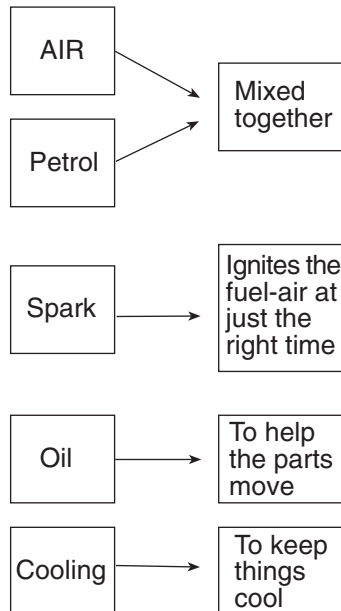 AIR
Petrol
Mixed
together
Spark
Ignites the
fuel-air at
just the
right time
Oil
To help
the parts
move
Cooling
To keep
things
cool